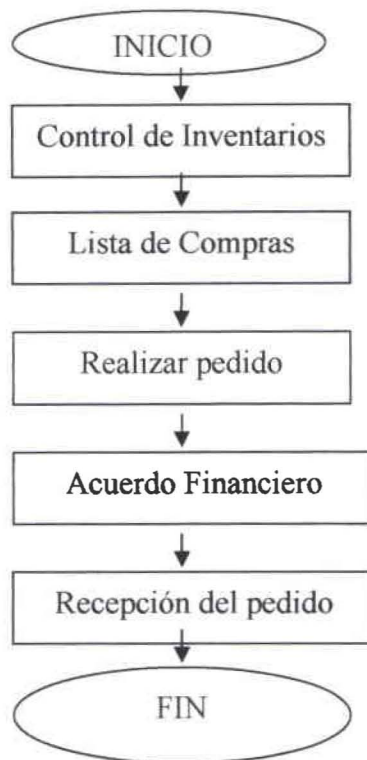 INICIO
Control de Inventarios
Lista de Compras
Realizar pedido
Acuerdo Financiero
Recepción del pedido
FIN